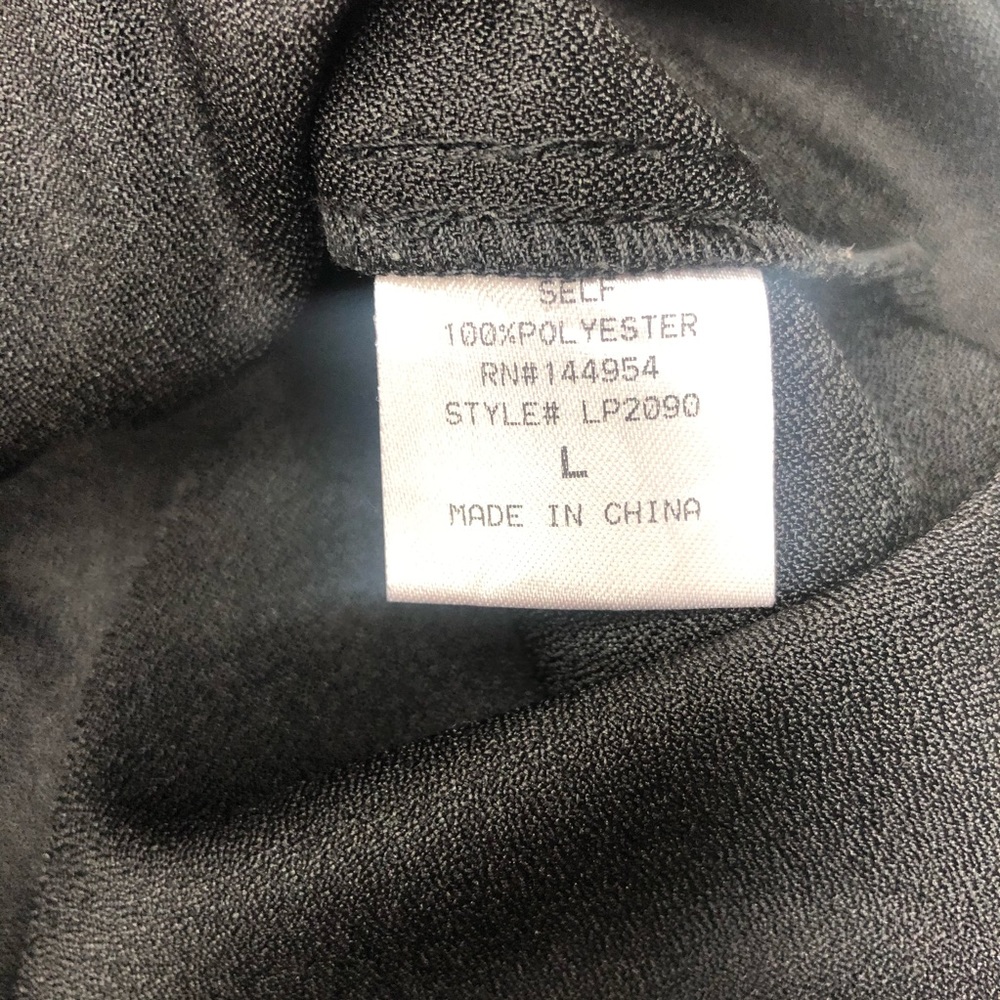 SELF
100%POLYESTER
RN#144954
STYLE# LP2090
L
MADE IN CHINA